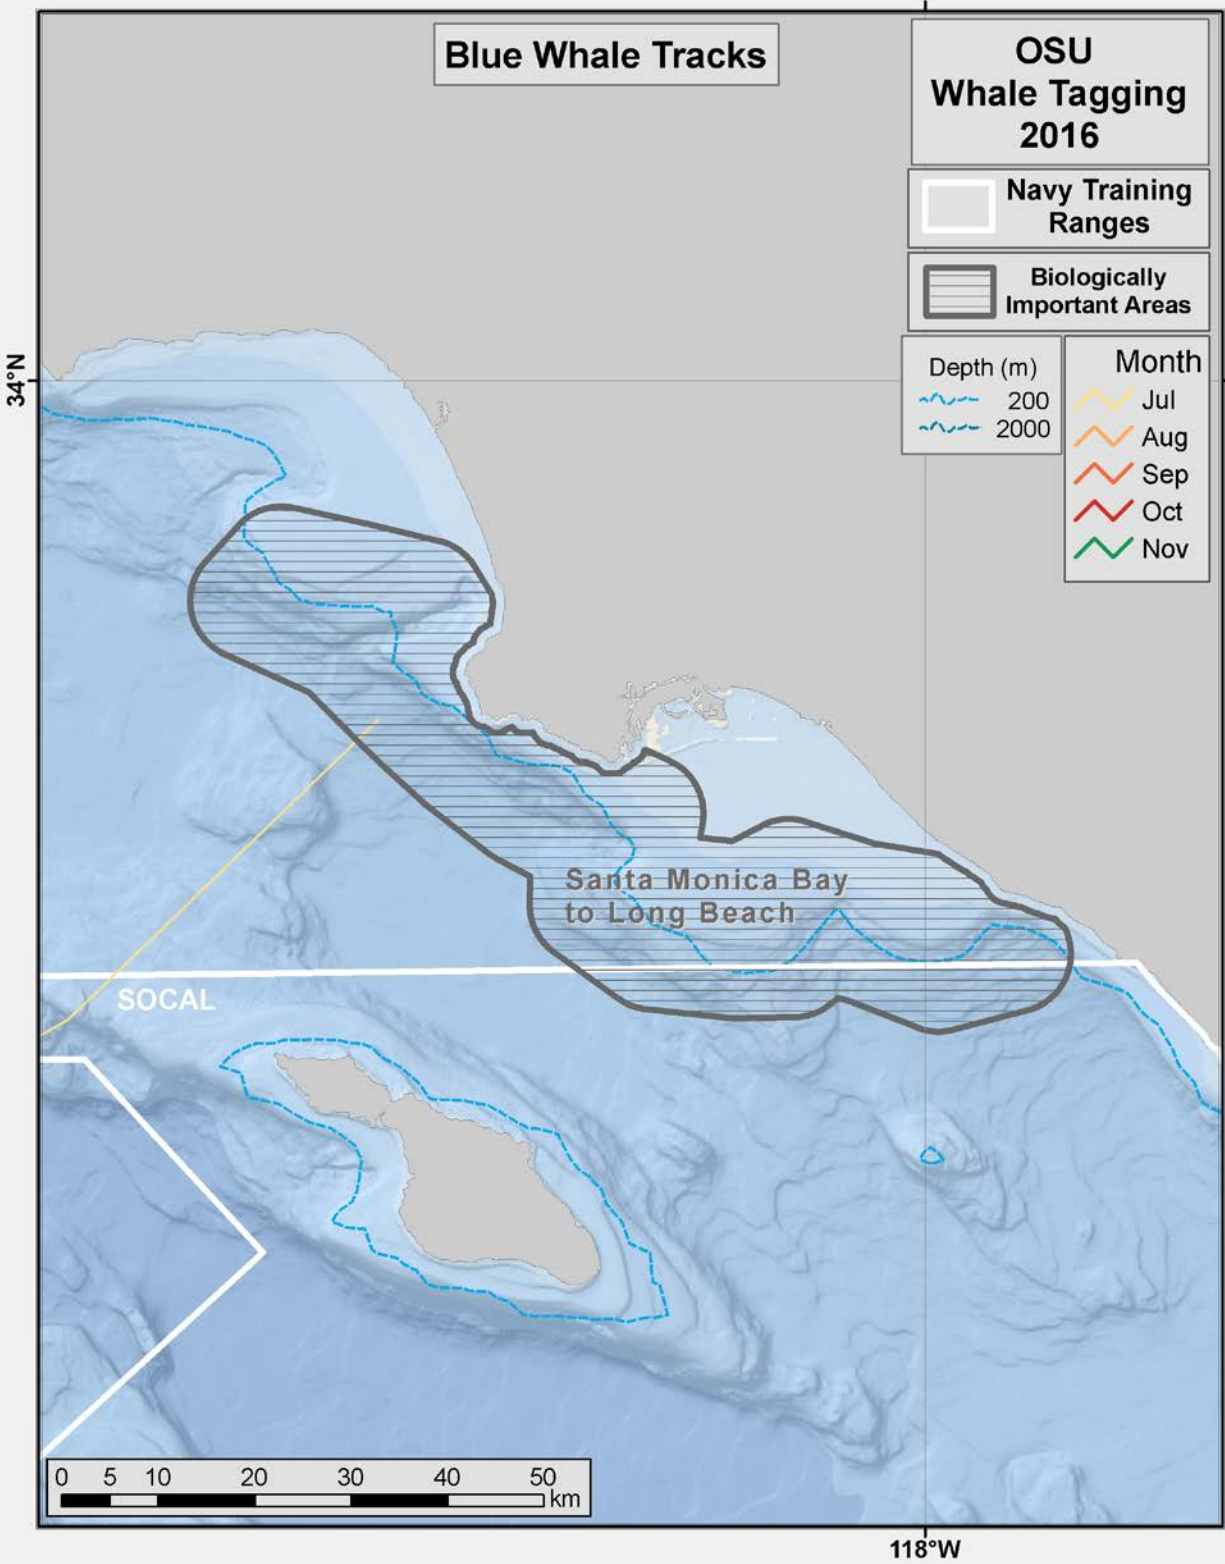 Blue Whale Tracks
OSU
Whale Tagging
2016
Navy Training
Ranges
Biologically
Important Areas
Depth (m)
200
2000
Month
Jul
Aug
Sep
Oct
Nov
34°N
Santa Monica Bay
to Long Beach
SOCAL
0 5 10 20 30 40 50
km
118°W